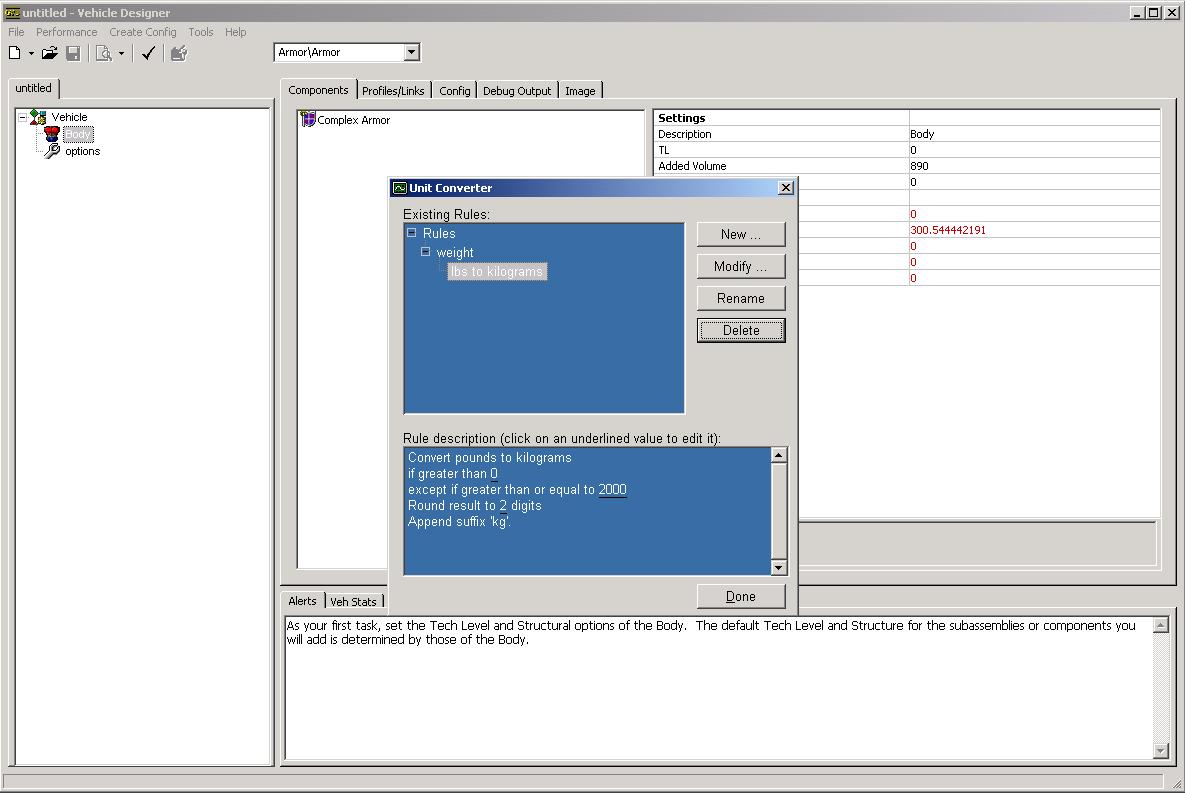 untitled - Vehicle Designer
File Performance Create Config Tools Help
Armor\Armor
untitled
Vehicle
Body
options
Components Profiles/Links Config Debug Output Image
Complex Armor
Settings
Description Body
TL 0
Added Volume 890
0
0
300.544442191
0
0
0
Unit Converter
Existing Rules:
Rules
weight
lbs to kilograms
New ...
Modify ...
Rename
Delete
Rule description (click on an underlined value to edit it):
Convert pounds to kilograms
if greater than 0
except if greater than or equal to 2000
Round result to 2 digits
Append suffix 'kg'.
Done
Alerts Veh Stats
As your first task, set the Tech Level and Structural options of the Body. The default Tech Level and Structure for the subassemblies or components you
will add is determined by those of the Body.